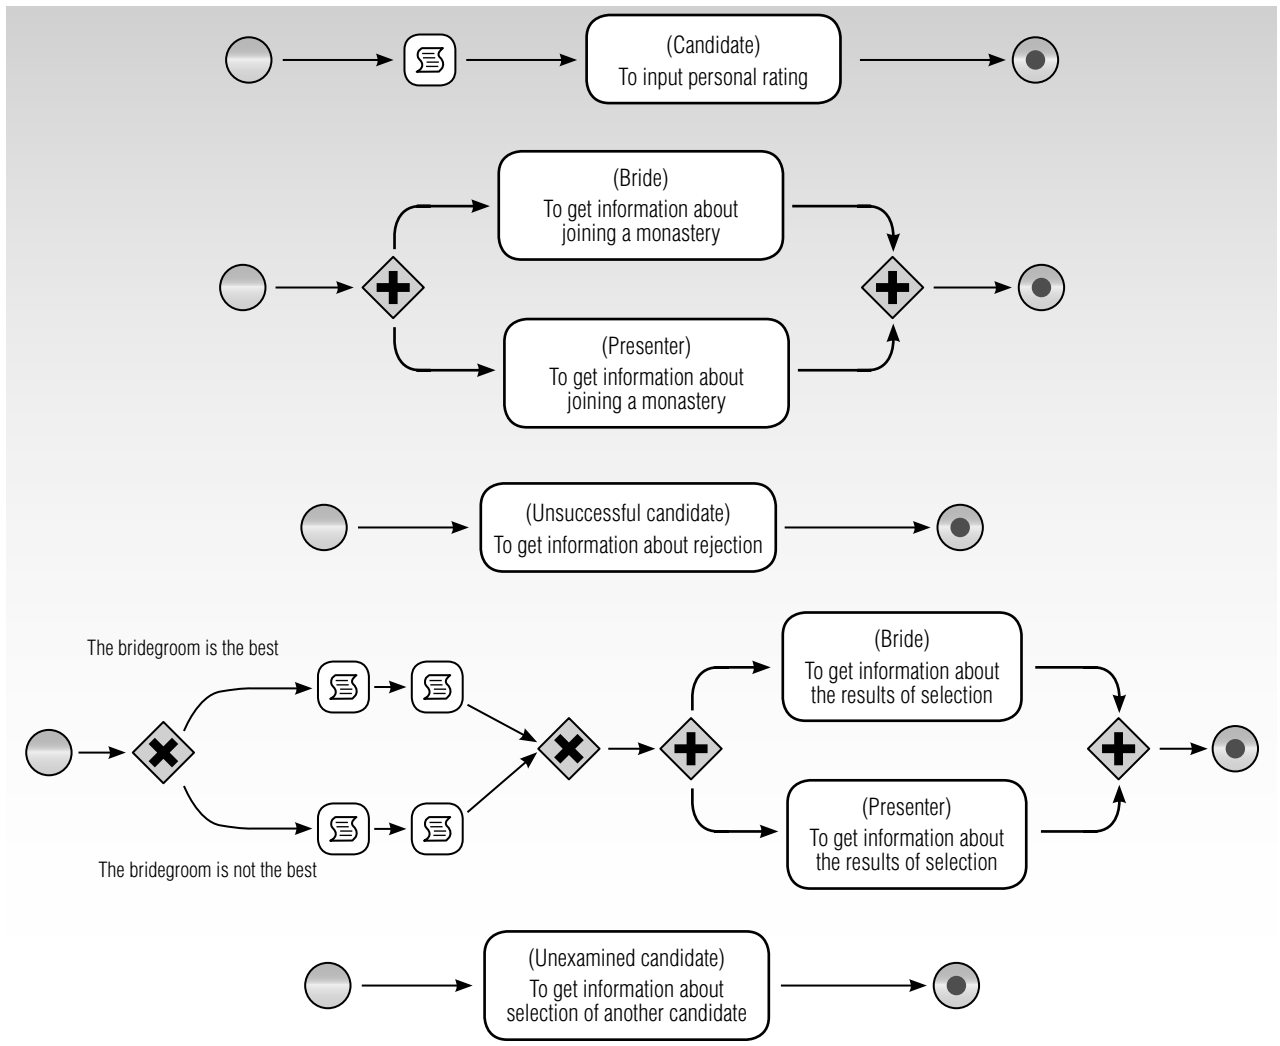 (Candidate)
To input personal rating
(Bride)
To get information about
joining a monastery
(Presenter)
To get information about
joining a monastery
(Unsuccessful candidate)
To get information about rejection
The bridegroom is the best
The bridegroom is not the best
(Bride)
To get information about
the results of selection
(Presenter)
To get information about
the results of selection
(Unexamined candidate)
To get information about
selection of another candidate